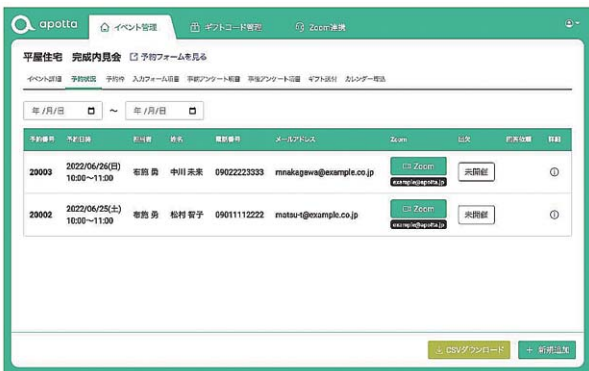 apotta
イベント管理
ギフトコード管理
Zoom連携
平屋住宅 完成内見会 予約フォームを見る
イベント詳細 予約状況 予約枠 入力フォーム項目 事前アンケート項目 事後アンケート項目 ギフト送付 カレンダー埋込
年/月/日 ~ 年/月/日
予約番号 予約日時 担当者 姓名 電話番号 メールアドレス Zoom 出欠 詳細
20003 2022/06/26(日) 10:00~11:00 布施 勇 中川 未来 09022223333 mnakagewa@example.co.jp Zoom example@apotta.jp 未開催
20002 2022/06/25(土) 10:00~11:00 布施 勇 松村 智子 09011112222 matsu-t@example.co.jp Zoom example@apotta.jp 未開催
CSVダウンロード
+ 新規追加